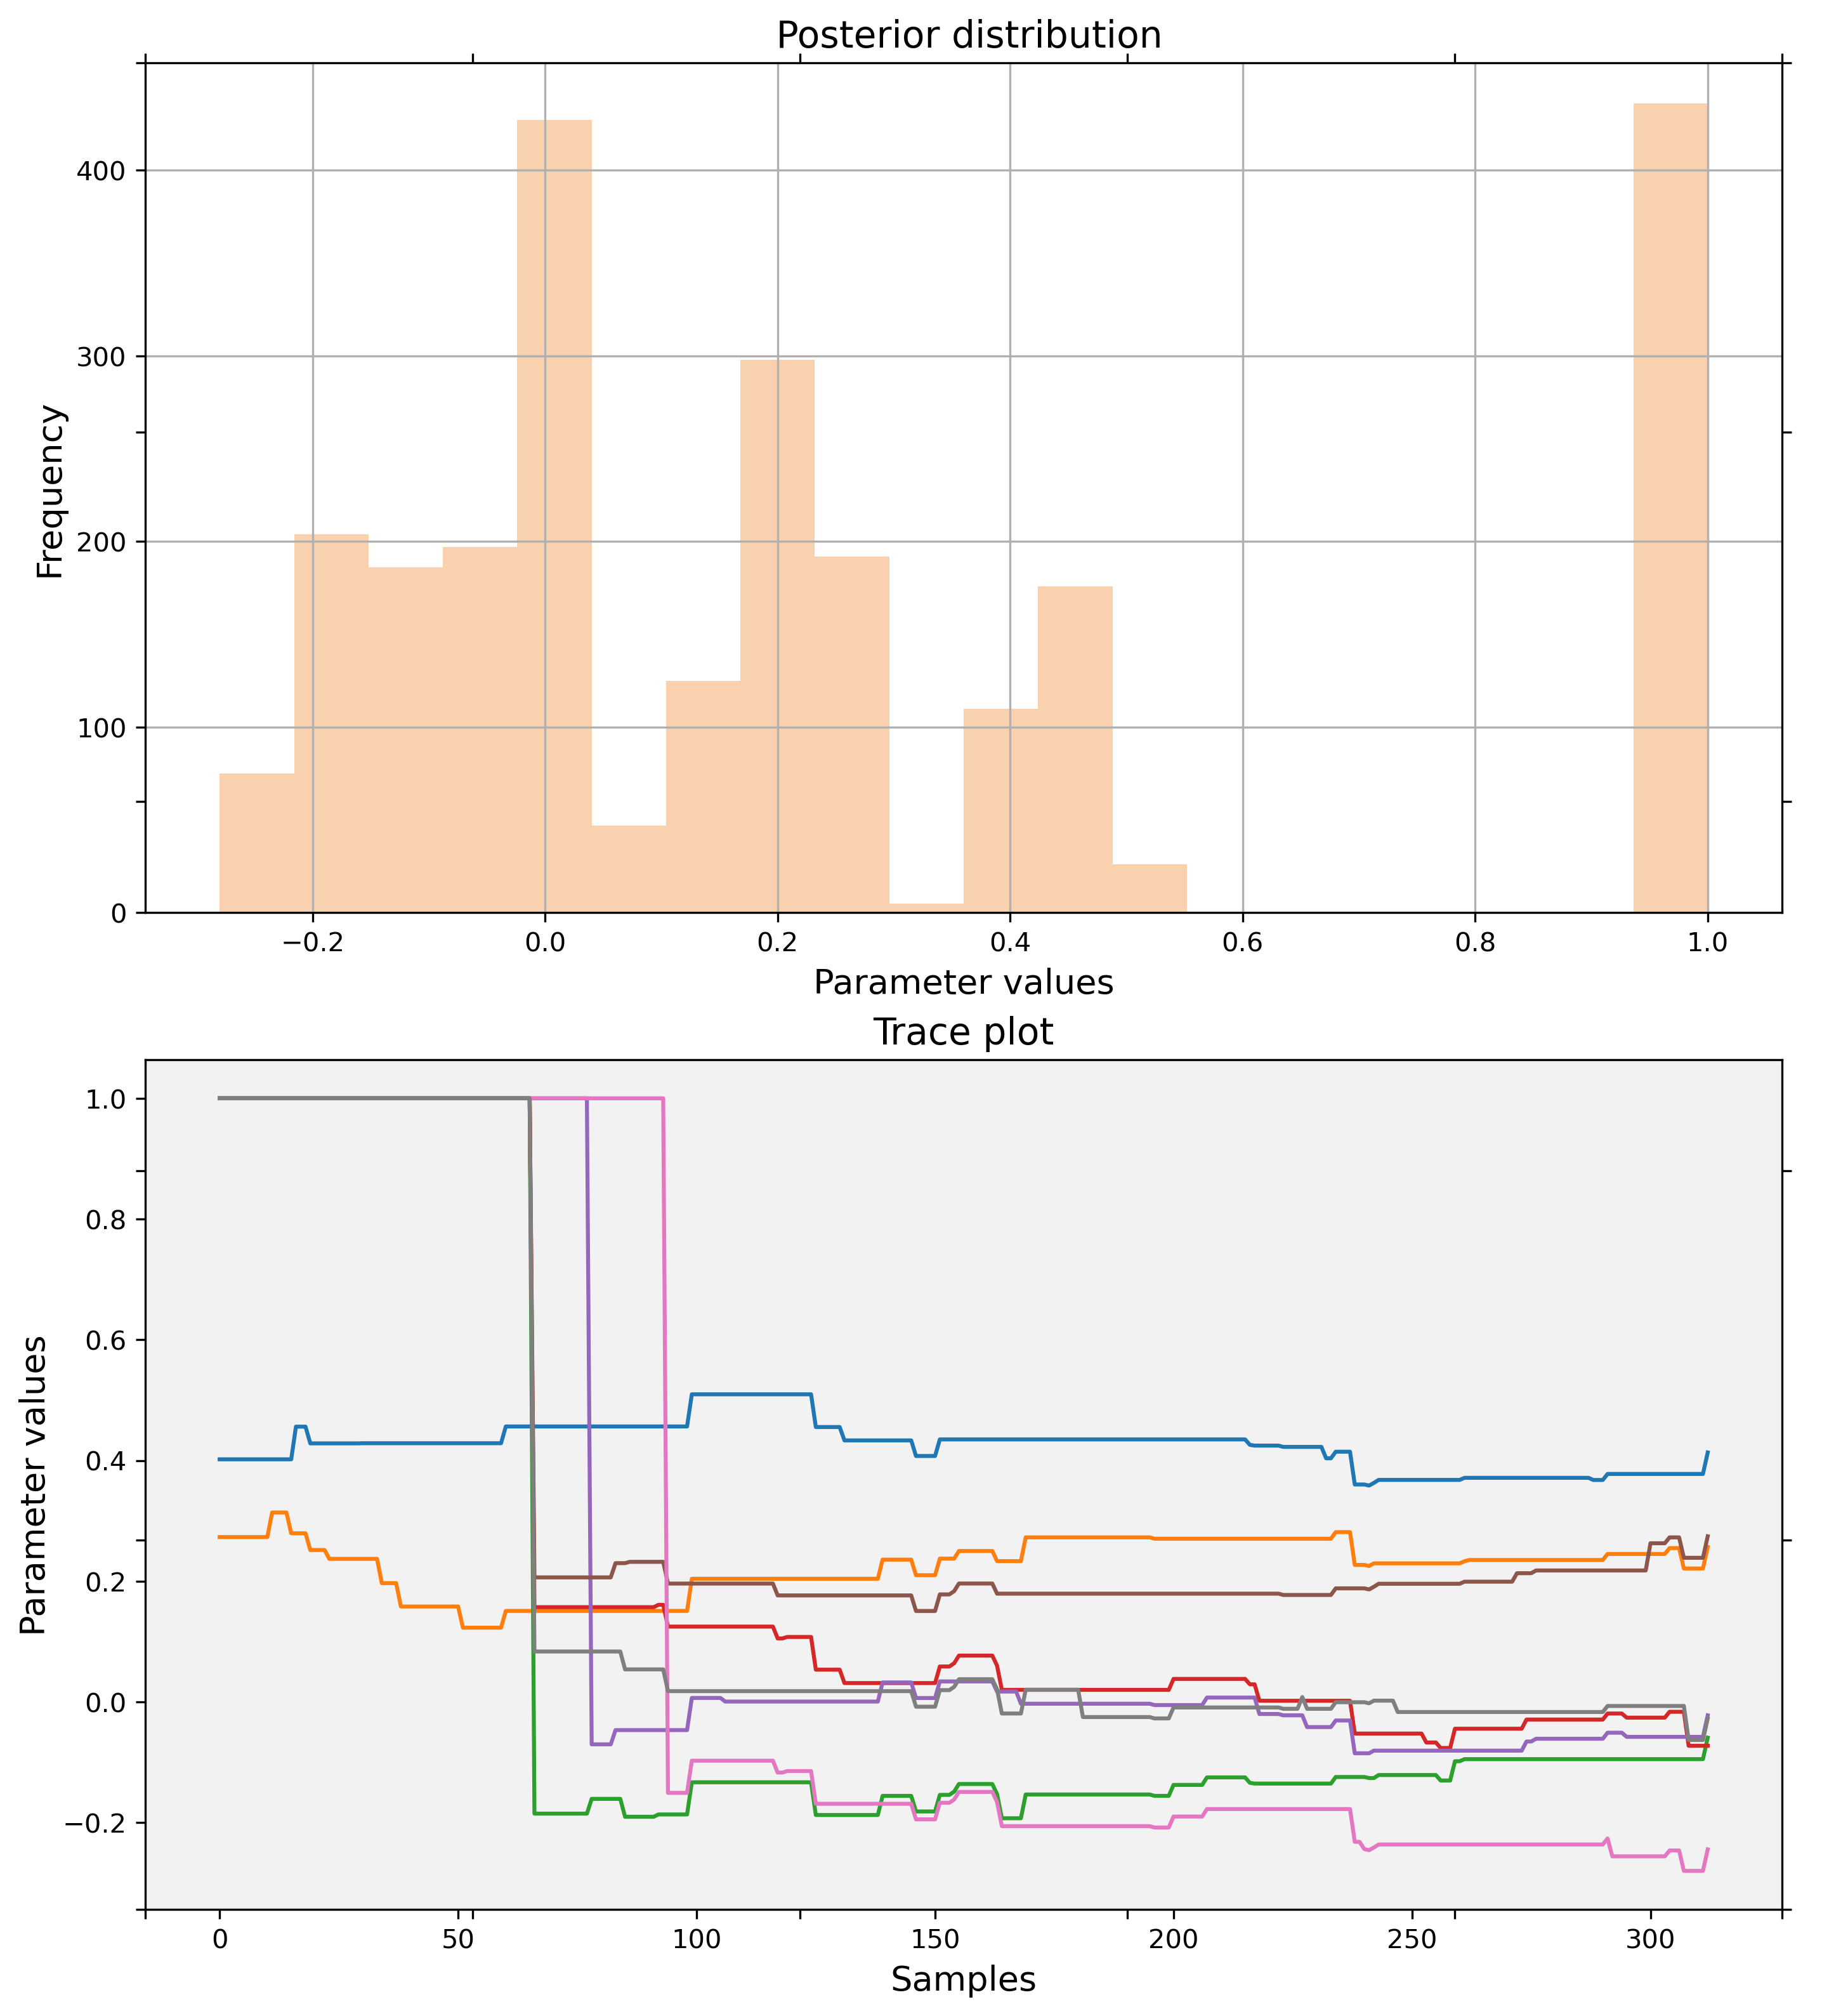 Posterior distribution
400
300
200
100
0
Frequency
−0.2 0.0 0.2 0.4 0.6 0.8 1.0
Parameter values
Trace plot
1.0
0.8
0.6
0.4
0.2
0.0
−0.2
Parameter values
0 50 100 150 200 250 300
Samples